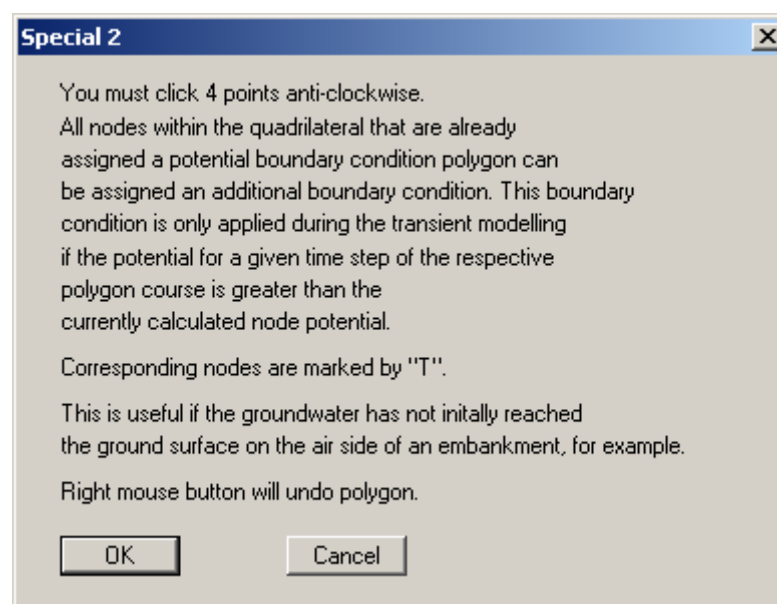 Special 2
You must click 4 points anti-clockwise.
All nodes within the quadrilateral that are already
assigned a potential boundary condition polygon can
be assigned an additional boundary condition. This boundary
condition is only applied during the transient modelling
if the potential for a given time step of the respective
polygon course is greater than the
currently calculated node potential.
Corresponding nodes are marked by "T".
This is useful if the groundwater has not initally reached
the ground surface on the air side of an embankment, for example.
Right mouse button will undo polygon.
OK Cancel